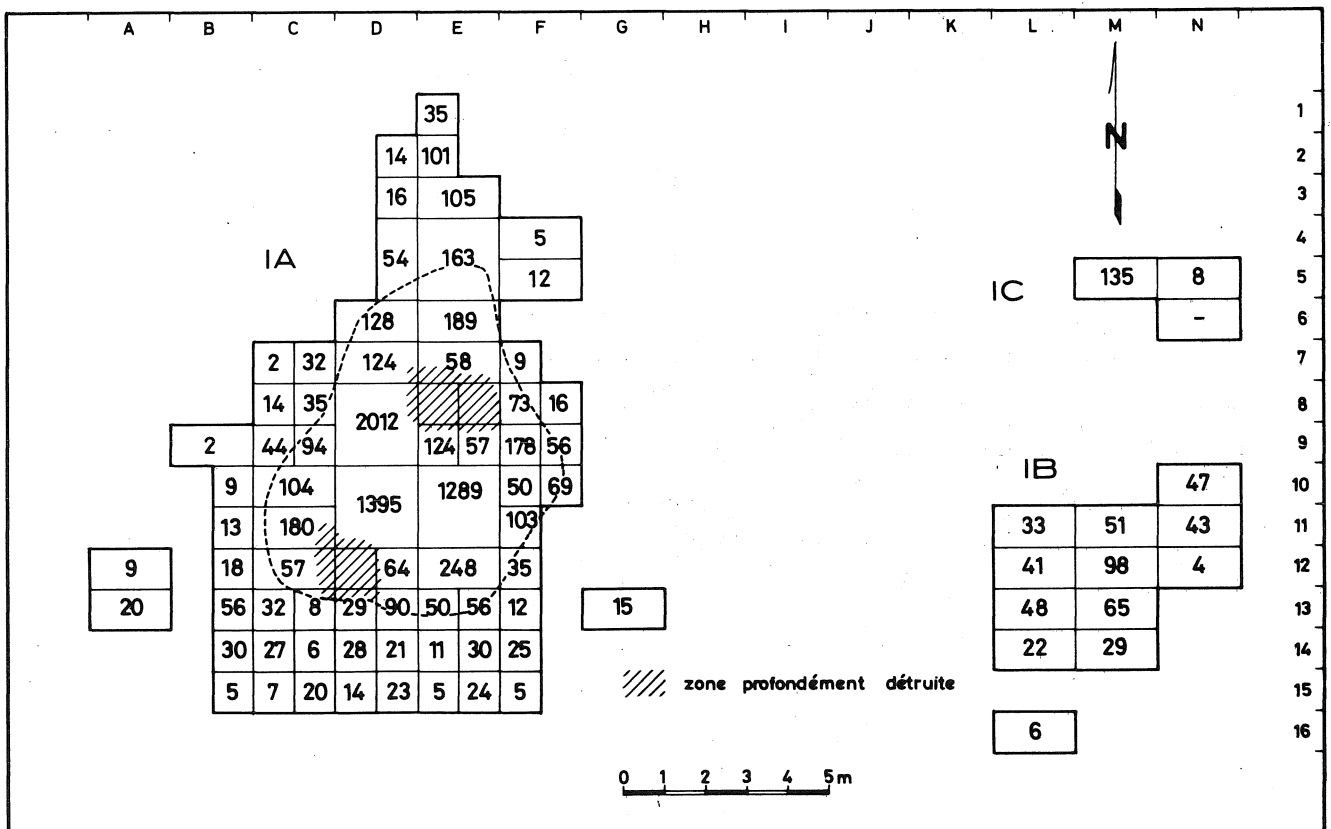 A B C D E F G H I J K L M N
1
2
3
4
5
6
7
8
9
10
11
12
13
14
15
16
N
IA
35
14 101
16 105
5
54 163
12
128 189
2 32 124 58 9
14 35 2012 73 16
2 44 94 124 57 178 56
9 104 1395 1289 50 69
13 180 103
9 18 57 64 248 35
20 56 32 8 29 90 50 56 12 15
30 27 6 28 21 11 30 25
5 7 20 14 23 5 24 5
IC
135 8
–
IB
47
33 51 43
41 98 4
48 65
22 29
6
zone profondément détruite
0 1 2 3 4 5m